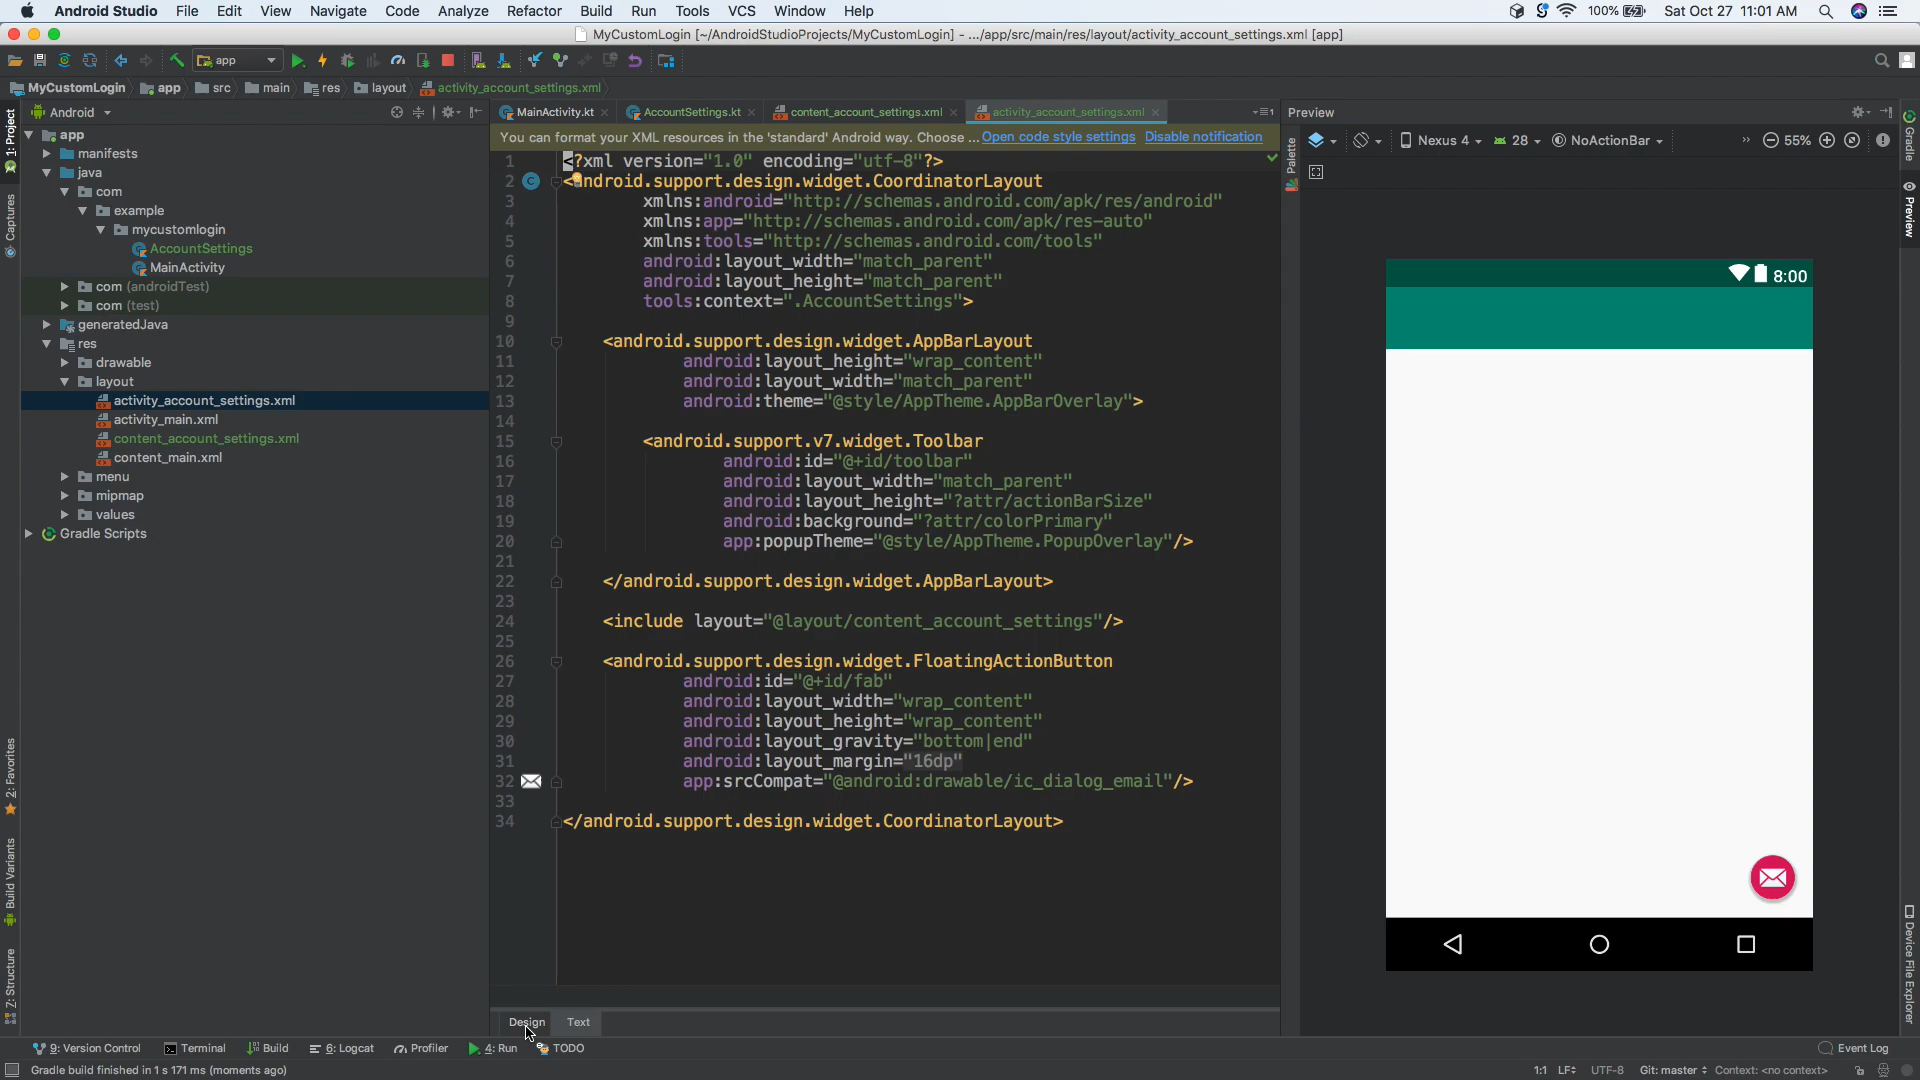 Android Studio File Edit View Navigate Code Analyze Refactor Build Run Tools VCS Window Help 100% Sat Oct 27 11:01 AM
MyCustomLogin [~/AndroidStudioProjects/MyCustomLogin] - .../app/src/main/res/layout/activity_account_settings.xml [app]
app
MyCustomLogin app src main res layout activity_account_settings.xml
Android
MainActivity.kt AccountSettings.kt content_account_settings.xml activity_account_settings.xml
Preview
You can format your XML resources in the 'standard' Android way. Choose ... Open code style settings Disable notification
Nexus 4 28 NoActionBar 55%
Palette
1: Project
Captures
2: Favorites
Build Variants
7: Structure
app
manifests
java
com
example
mycustomlogin
AccountSettings
MainActivity
com (androidTest)
com (test)
generatedJava
res
drawable
layout
activity_account_settings.xml
activity_main.xml
content_account_settings.xml
content_main.xml
menu
mipmap
values
Gradle Scripts
1 <?xml version="1.0" encoding="utf-8"?>
2 <android.support.design.widget.CoordinatorLayout
3 xmlns:android="http://schemas.android.com/apk/res/android"
4 xmlns:app="http://schemas.android.com/apk/res-auto"
5 xmlns:tools="http://schemas.android.com/tools"
6 android:layout_width="match_parent"
7 android:layout_height="match_parent"
8 tools:context=".AccountSettings">
9
10 <android.support.design.widget.AppBarLayout
11 android:layout_height="wrap_content"
12 android:layout_width="match_parent"
13 android:theme="@style/AppTheme.AppBarOverlay">
14
15 <android.support.v7.widget.Toolbar
16 android:id="@+id/toolbar"
17 android:layout_width="match_parent"
18 android:layout_height="?attr/actionBarSize"
19 android:background="?attr/colorPrimary"
20 app:popupTheme="@style/AppTheme.PopupOverlay"/>
21
22 </android.support.design.widget.AppBarLayout>
23
24 <include layout="@layout/content_account_settings"/>
25
26 <android.support.design.widget.FloatingActionButton
27 android:id="@+id/fab"
28 android:layout_width="wrap_content"
29 android:layout_height="wrap_content"
30 android:layout_gravity="bottom|end"
31 android:layout_margin="16dp"
32 app:srcCompat="@android:drawable/ic_dialog_email"/>
33
34 </android.support.design.widget.CoordinatorLayout>
8:00
Gradle
Preview
Device File Explorer
Design Text
9: Version Control Terminal Build 6: Logcat Profiler 4: Run TODO Event Log
Gradle build finished in 1 s 171 ms (moments ago) 1:1 LF UTF-8 Git: master Context: <no context>